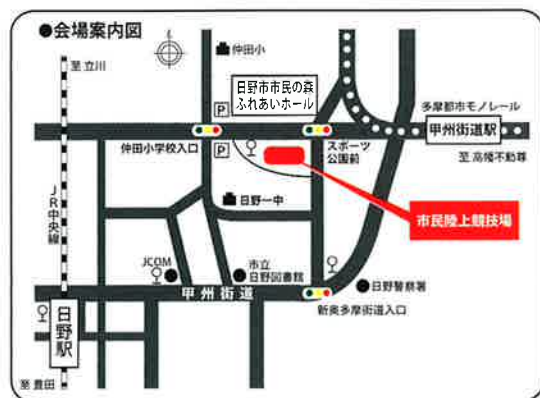 ●会場案内図
至 立川
仲田小
日野市市民の森
ふれあいホール
P
多摩都市モノレール
甲州街道駅
仲田小学校入口
P
スポーツ
公園前
至 高幡不動尊
JR中央線
日野一中
市民陸上競技場
JCOM
市立
日野図書館
甲州街道
日野警察署
新奥多摩街道入口
日野駅
至 豊田